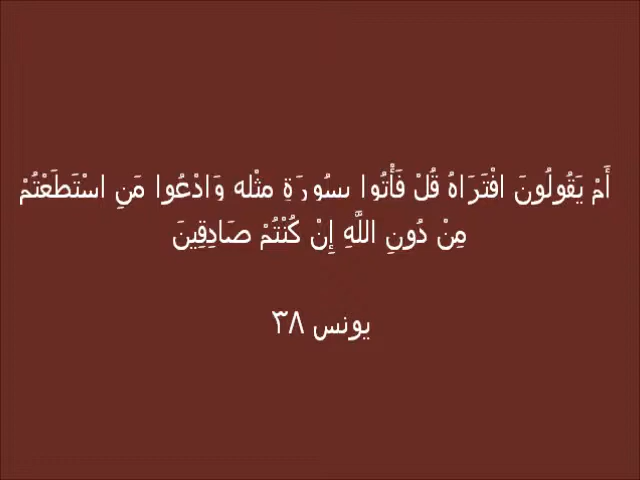 أَمْ يَقُولُونَ افْتَرَاهُ قُلْ فَأْتُوا بِسُورَةٍ مِثْلِهِ وَادْعُوا مَنِ اسْتَطَعْتُمْ
مِنْ دُونِ اللَّهِ إِنْ كُنْتُمْ صَادِقِينَ
يونس ٣٨